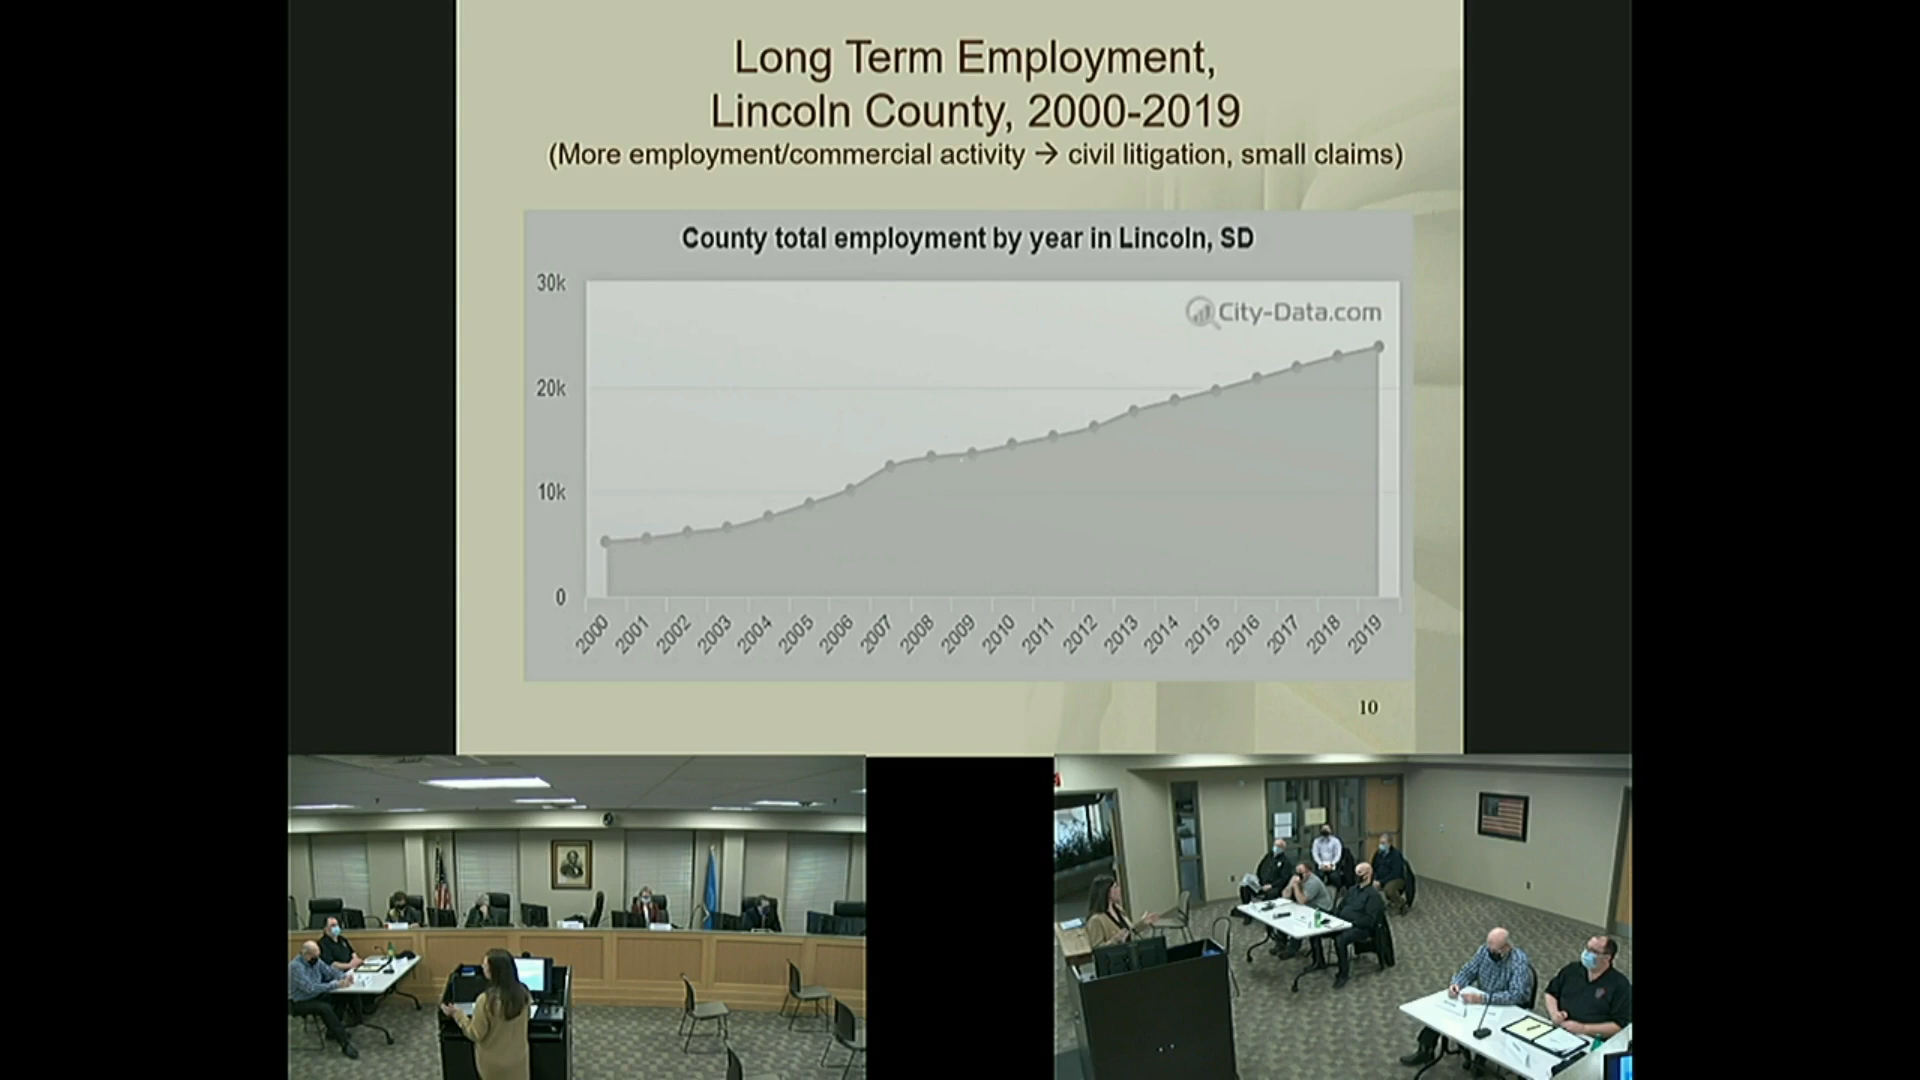 Long Term Employment,
Lincoln County, 2000-2019
(More employment/commercial activity → civil litigation, small claims)
County total employment by year in Lincoln, SD
City-Data.com
30k
20k
10k
0
2000 2001 2002 2003 2004 2005 2006 2007 2008 2009 2010 2011 2012 2013 2014 2015 2016 2017 2018 2019
10